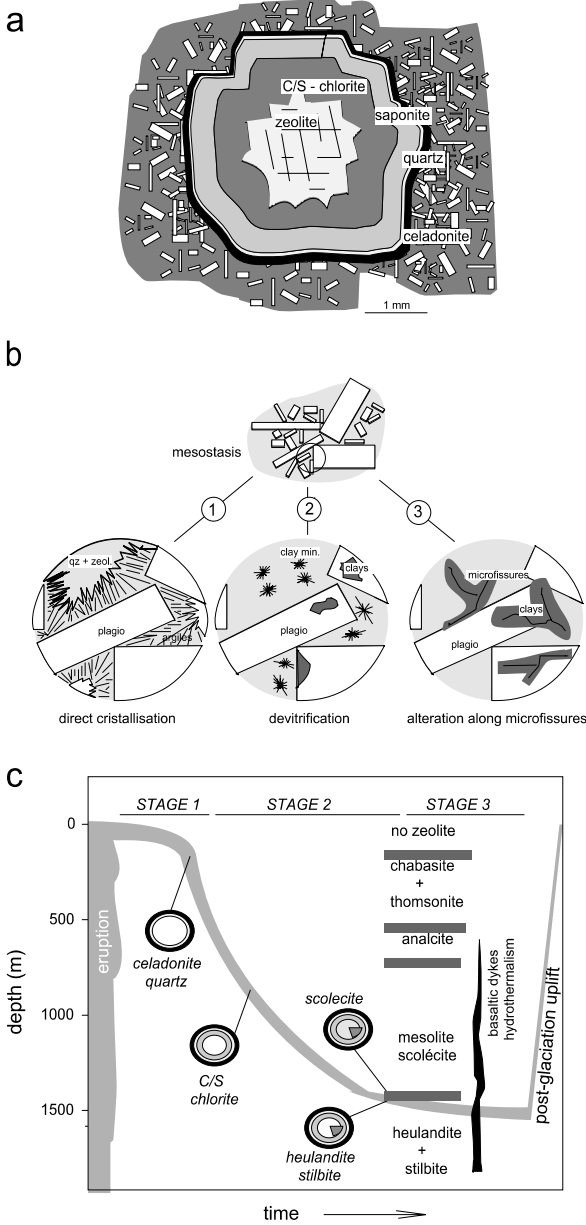 a
C/S - chlorite
zeolite
saponite
quartz
celadonite
1 mm
b
mesostasis
1
2
3
qz + zeol.
plagio
argiles
clay min.
clays
plagio
microfissures
clays
plagio
direct cristallisation
devitrification
alteration along microfissures
c
STAGE 1
STAGE 2
STAGE 3
0
500
1000
1500
depth (m)
eruption
celadonite
quartz
C/S
chlorite
scolecite
heulandite
stilbite
no zeolite
chabasite
+
thomsonite
analcite
mesolite
scolécite
heulandite
+
stilbite
basaltic dykes
hydrothermalism
post-glaciation uplift
time